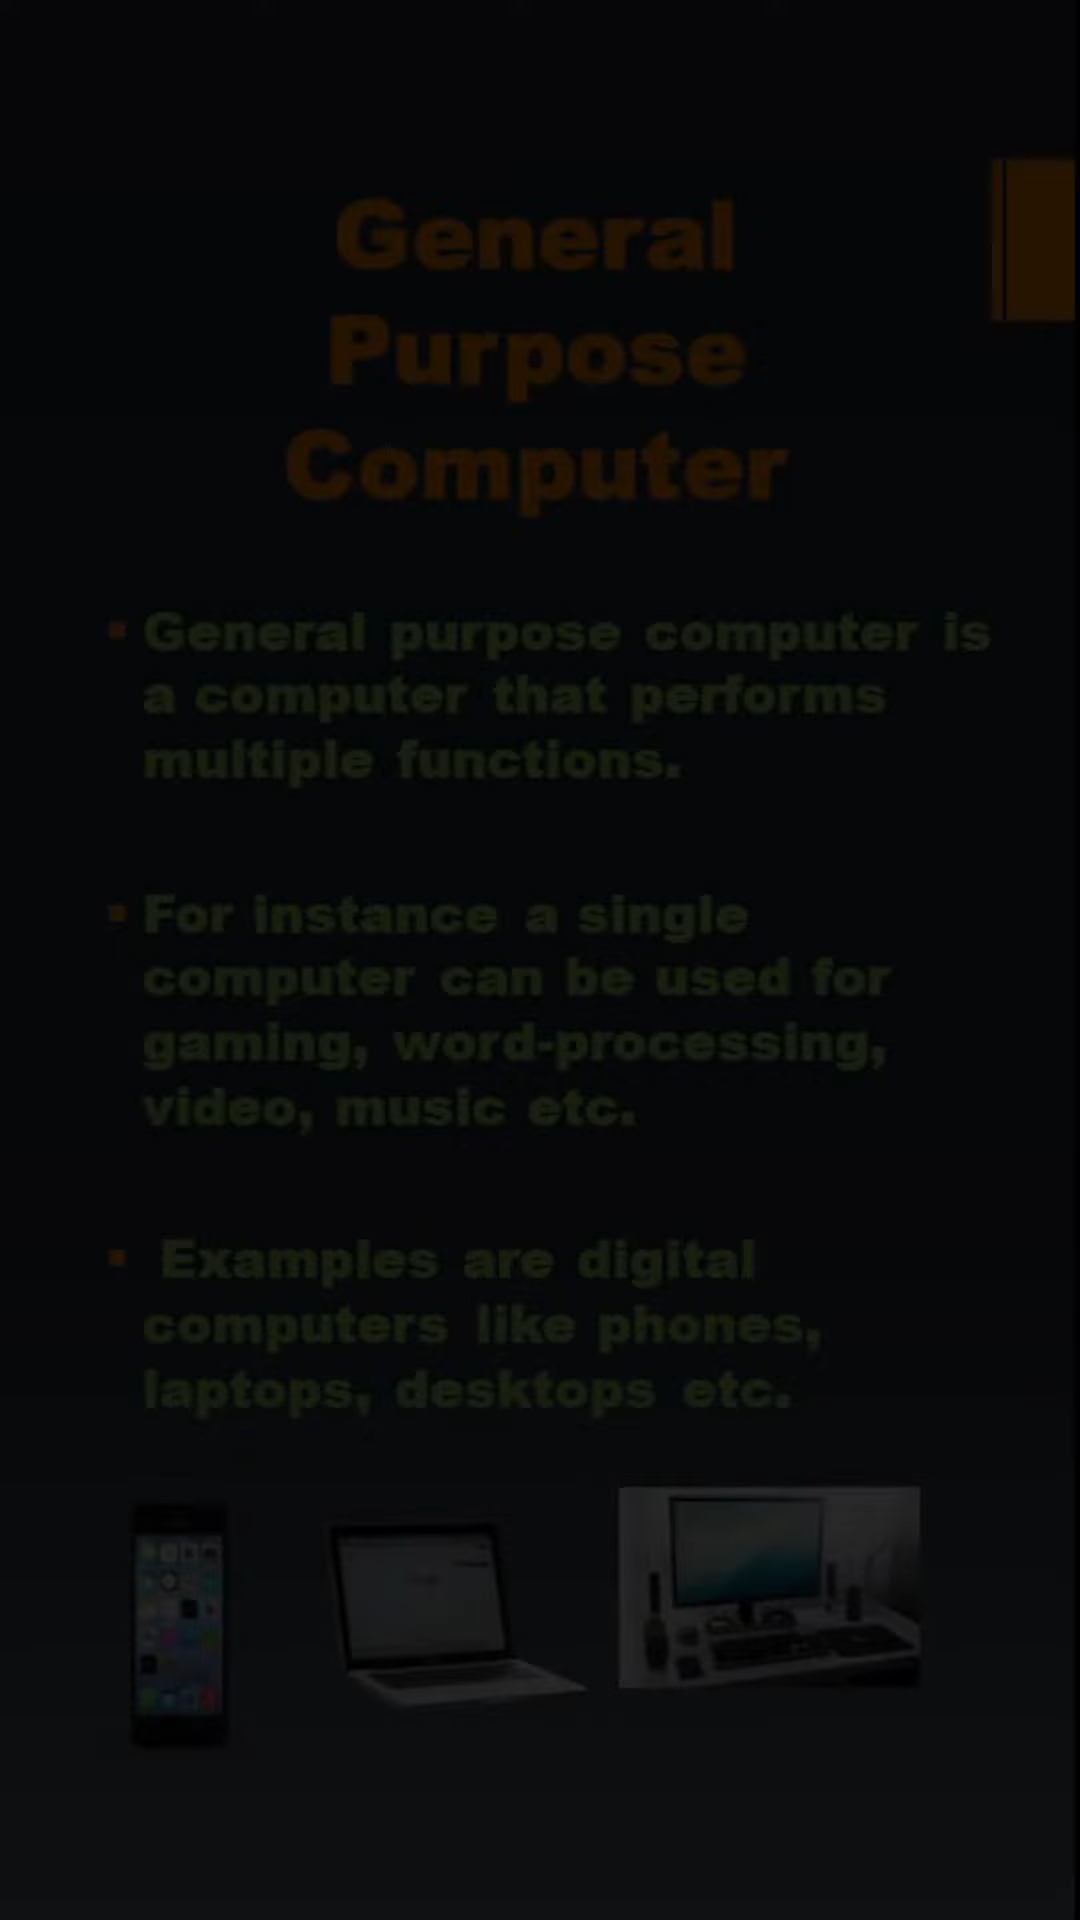 General
Purpose
Computer
General purpose computer is
a computer that performs
multiple functions.
For instance a single
computer can be used for
gaming, word-processing,
video, music etc.
Examples are digital
computers like phones,
laptops, desktops etc.